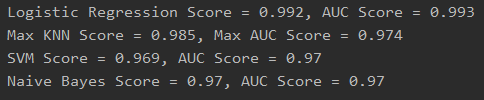 Logistic Regression Score = 0.992, AUC Score = 0.993
Max KNN Score = 0.985, Max AUC Score = 0.974
SVM Score = 0.969, AUC Score = 0.97
Naive Bayes Score = 0.97, AUC Score = 0.97